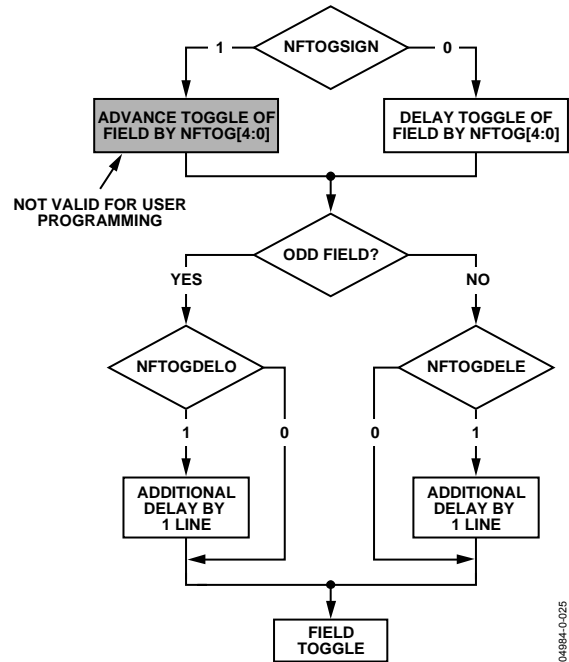 NFTOGSIGN
1
0
ADVANCE TOGGLE OF
FIELD BY NFTOG[4:0]
DELAY TOGGLE OF
FIELD BY NFTOG[4:0]
NOT VALID FOR USER
PROGRAMMING
ODD FIELD?
YES
NO
NFTOGDELO
NFTOGDELE
1
0
0
1
ADDITIONAL
DELAY BY
1 LINE
ADDITIONAL
DELAY BY
1 LINE
FIELD
TOGGLE
04984-0-025